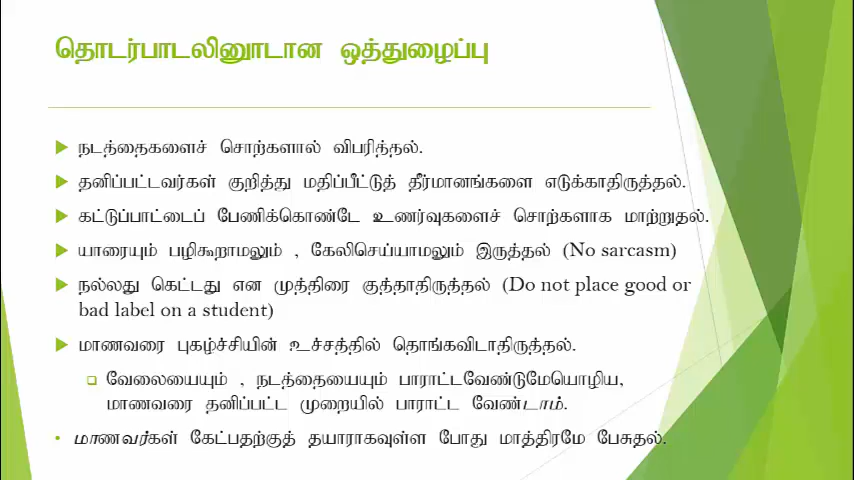 தொடர்பாடலினூடான ஒத்துழைப்பு
நடத்தைகளைச் சொற்களால் விபரித்தல்.
தனிப்பட்டவர்கள் குறித்து மதிப்பீட்டுத் தீர்மானங்களை எடுக்காதிருத்தல்.
கட்டுப்பாட்டைப் பேணிக்கொண்டே உணர்வுகளைச் சொற்களாக மாற்றுதல்.
யாரையும் பழிகூறாமலும் , கேலிசெய்யாமலும் இருத்தல் (No sarcasm)
நல்லது கெட்டது என முத்திரை குத்தாதிருத்தல் (Do not place good or
bad label on a student)
மாணவரை புகழ்ச்சியின் உச்சத்தில் தொங்கவிடாதிருத்தல்.
வேலையையும் , நடத்தையையும் பாராட்டவேண்டுமேயொழிய,
மாணவரை தனிப்பட்ட முறையில் பாராட்ட வேண்டாம்.
மாணவர்கள் கேட்பதற்குத் தயாராகவுள்ள போது மாத்திரமே பேசுதல்.